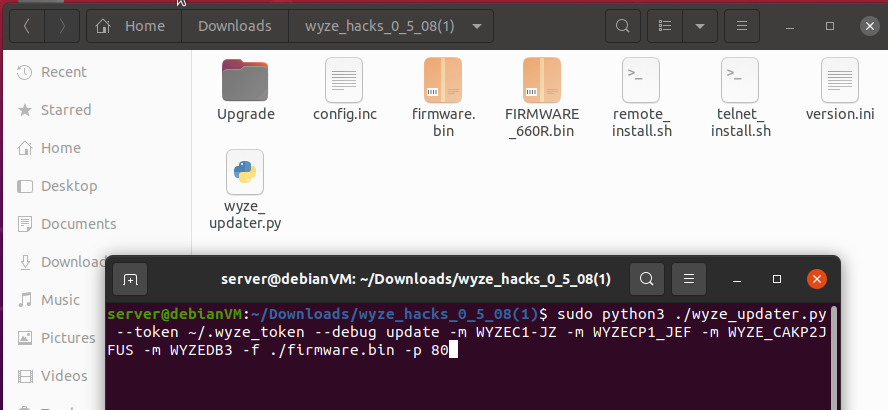 Home Downloads wyze_hacks_0_5_08(1)
Recent
Starred
Home
Desktop
Documents
Download
Music
Pictures
Videos
Upgrade config.inc firmware. FIRMWARE remote_ telnet_ version.ini
bin _660R.bin install.sh install.sh
wyze_
updater.py
server@debianVM: ~/Downloads/wyze_hacks_0_5_08(1)
server@debianVM:~/Downloads/wyze_hacks_0_5_08(1)$ sudo python3 ./wyze_updater.py
--token ~/.wyze_token --debug update -m WYZEC1-JZ -m WYZECP1_JEF -m WYZE_CAKP2J
FUS -m WYZEDB3 -f ./firmware.bin -p 80